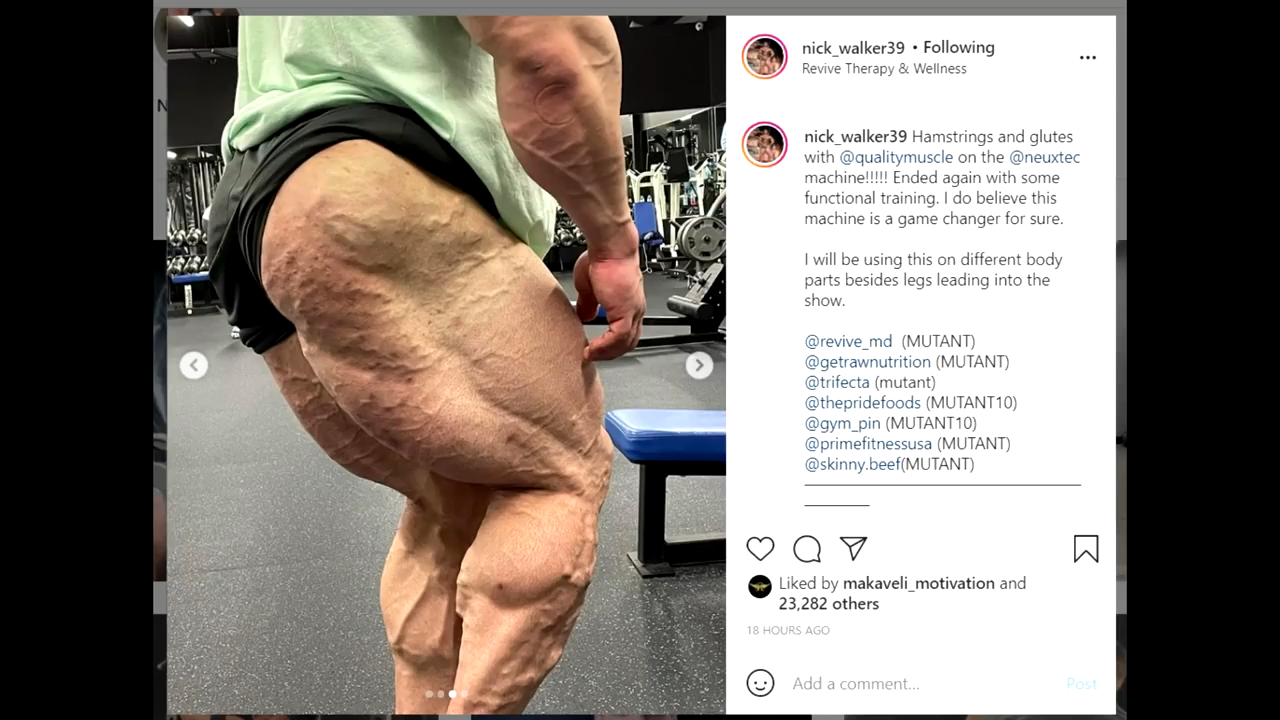 nick_walker39 • Following
Revive Therapy & Wellness
nick_walker39 Hamstrings and glutes
with @qualitymuscle on the @neuxtec
machine!!!!! Ended again with some
functional training. I do believe this
machine is a game changer for sure.
I will be using this on different body
parts besides legs leading into the
show.
@revive_md (MUTANT)
@getrawnutrition (MUTANT)
@trifecta (mutant)
@thepridefoods (MUTANT10)
@gym_pin (MUTANT10)
@primefitnessusa (MUTANT)
@skinny.beef(MUTANT)
Liked by makaveli_motivation and
23,282 others
18 HOURS AGO
Add a comment...
Post